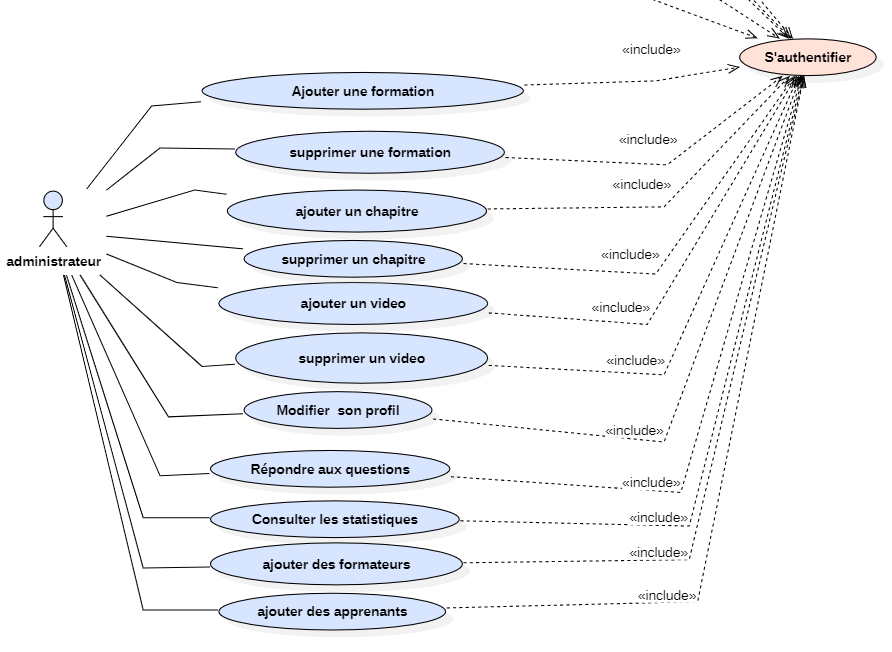 «include»
S'authentifier
Ajouter une formation
«include»
supprimer une formation
«include»
ajouter un chapitre
«include»
supprimer un chapitre
administrateur
«include»
ajouter un video
«include»
supprimer un video
«include»
Modifier  son profil
«include»
Répondre aux questions
«include»
Consulter les statistiques
«include»
ajouter des formateurs
«include»
ajouter des apprenants
«include»